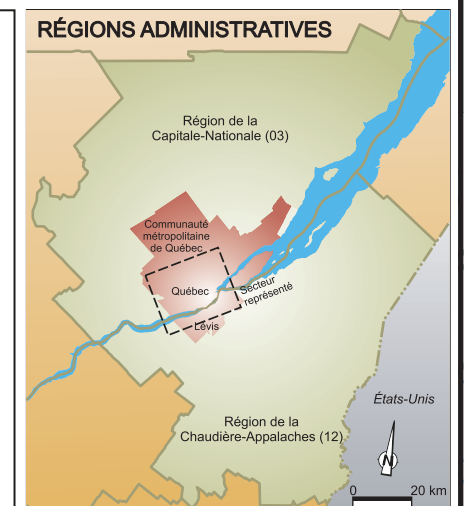 RÉGIONS ADMINISTRATIVES
Région de la
Capitale-Nationale (03)
Communauté
métropolitaine
de Québec
Québec
Secteur
représenté
Lévis
États-Unis
Région de la
Chaudière-Appalaches (12)
N
0 20 km